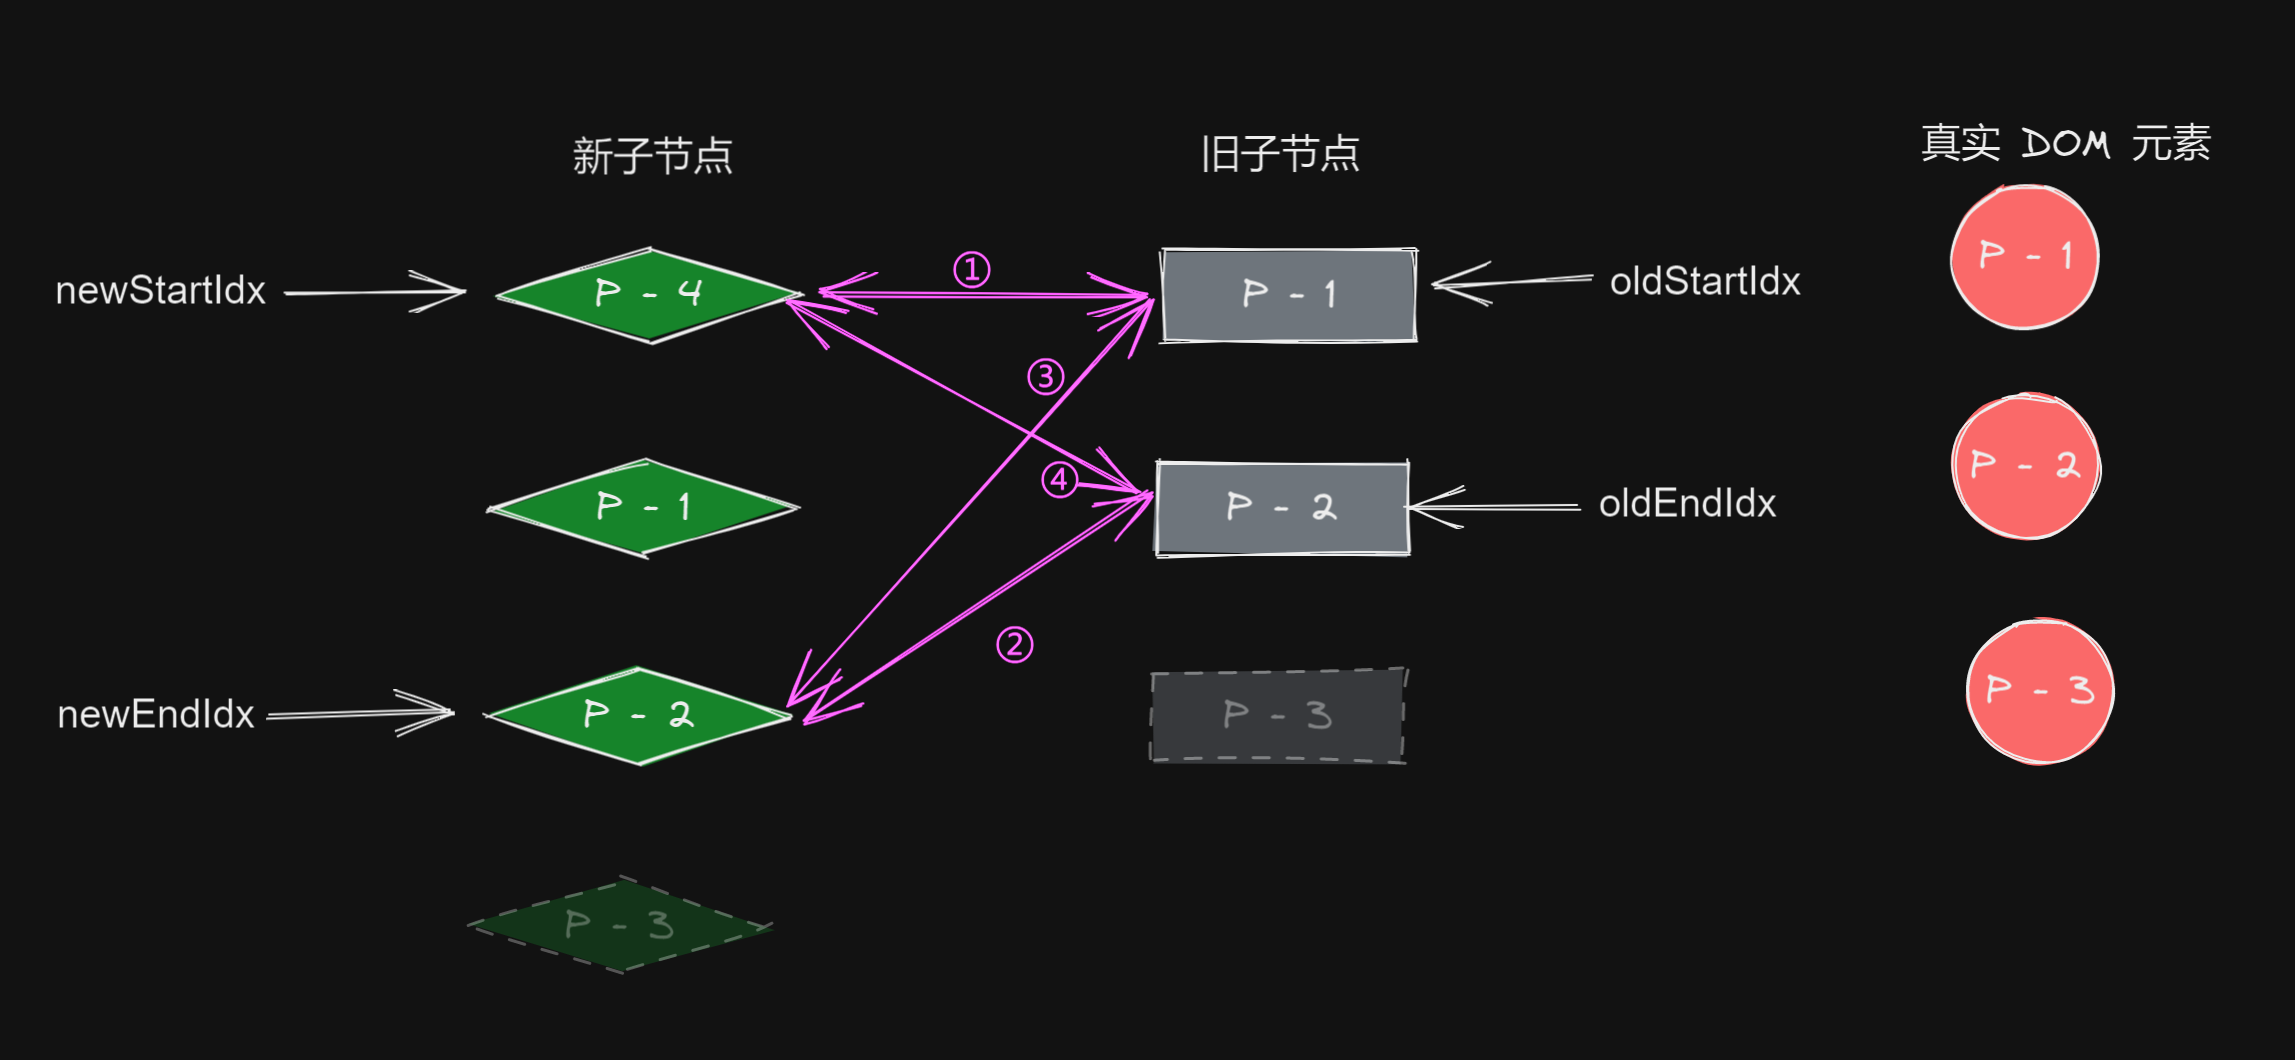 新子节点
旧子节点
真实 DOM 元素
newStartIdx
P - 4
①
P - 1
oldStartIdx
P - 1
③
P - 1
④
P - 2
oldEndIdx
P - 2
②
newEndIdx
P - 2
P - 3
P - 3
P - 3